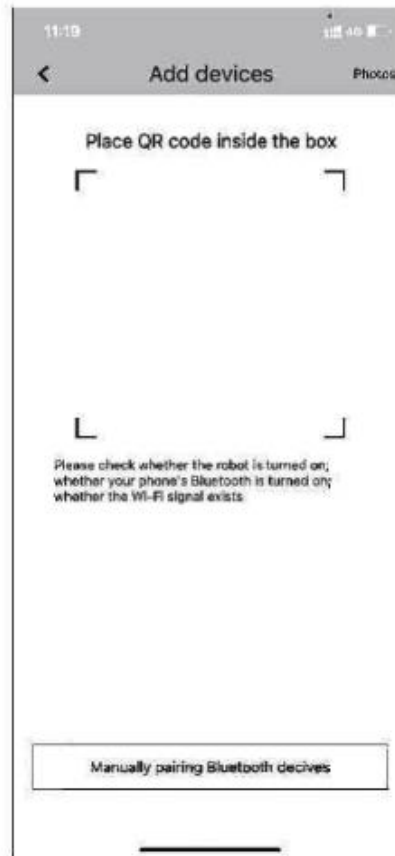 11:19
4G
Add devices
Photos
Place QR code inside the box
Please check whether the robot is turned on;
whether your phone's Bluetooth is turned on;
whether the Wi-Fi signal exists
Manually pairing Bluetooth decives